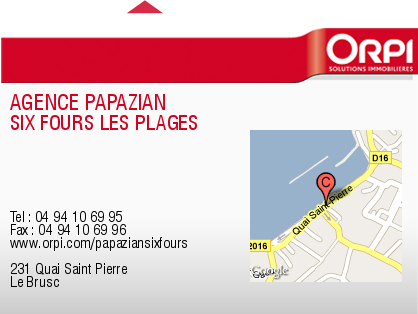 ORPI
SOLUTIONS IMMOBILIÈRES
AGENCE PAPAZIAN
SIX FOURS LES PLAGES
D16
C
Quai Saint-Pierre
2016
Google
Tel : 04 94 10 69 95
Fax : 04 94 10 69 96
www.orpi.com/papaziansixfours
231 Quai Saint Pierre
Le Brusc